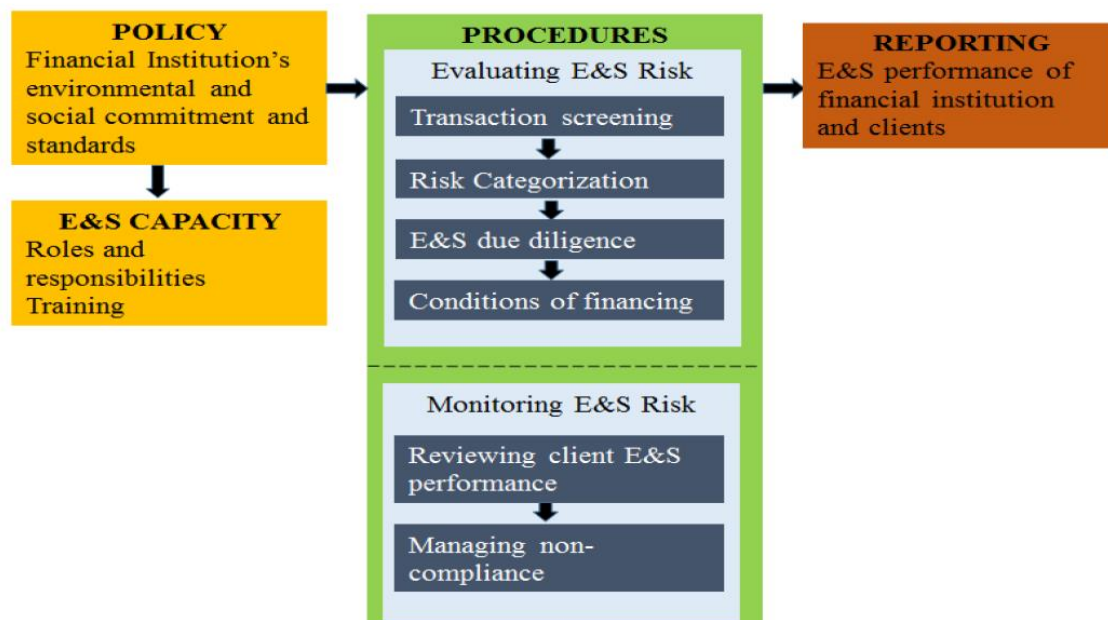 POLICY
Financial Institution's
environmental and
social commitment and
standards
E&S CAPACITY
Roles and
responsibilities
Training
PROCEDURES
Evaluating E&S Risk
Transaction screening
Risk Categorization
E&S due diligence
Conditions of financing
Monitoring E&S Risk
Reviewing client E&S
performance
Managing non-
compliance
REPORTING
E&S performance of
financial institution
and clients